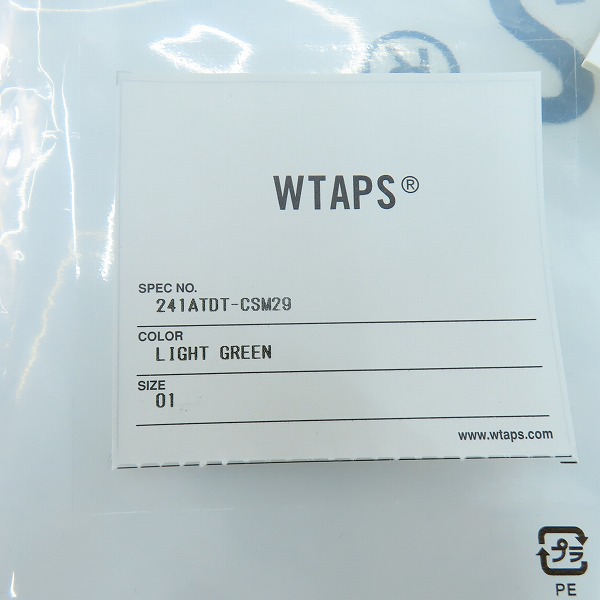 WTAPS®
SPEC NO.
241ATDT-CSM29
COLOR
LIGHT GREEN
SIZE
01
www.wtaps.com
プラ
PE